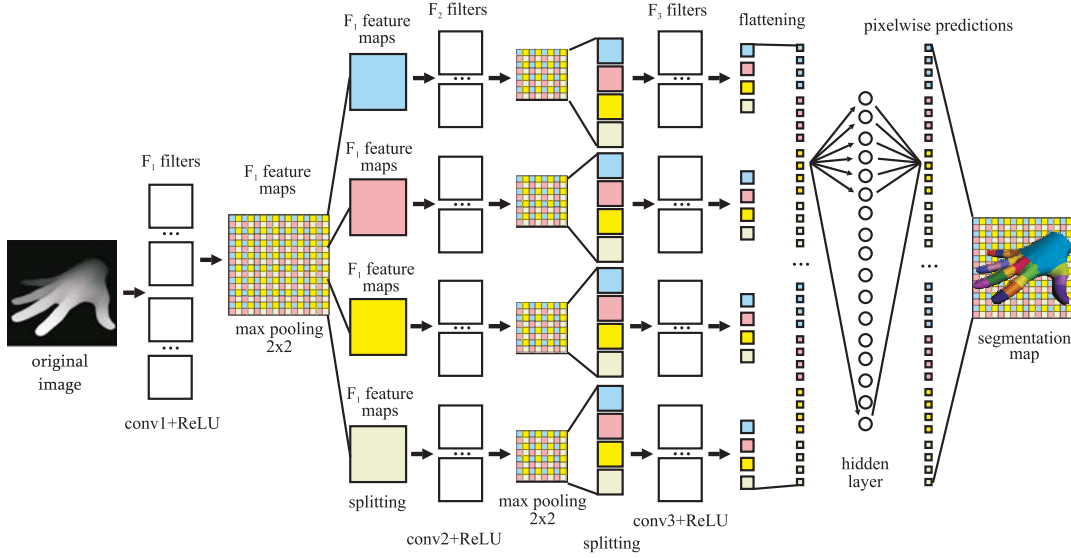 F₁ feature
maps
F₂ filters
F₃ filters
flattening
pixelwise predictions
F₁ filters
...
...
F₁ feature
maps
max pooling
2x2
original
image
conv1+ReLU
F₁ feature
maps
F₁ feature
maps
F₁ feature
maps
splitting
...
...
...
...
conv2+ReLU
max pooling
2x2
splitting
...
...
...
...
conv3+ReLU
...
hidden
layer
...
segmentation
map